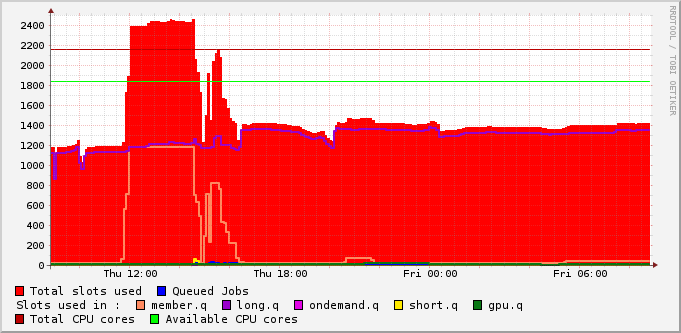 RRDTOOL / TOBI OETIKER
2400
2200
2000
1800
1600
1400
1200
1000
800
600
400
200
0
Thu 12:00 Thu 18:00 Fri 00:00 Fri 06:00
Total slots used Queued Jobs
Slots used in : member.q long.q ondemand.q short.q gpu.q
Total CPU cores Available CPU cores